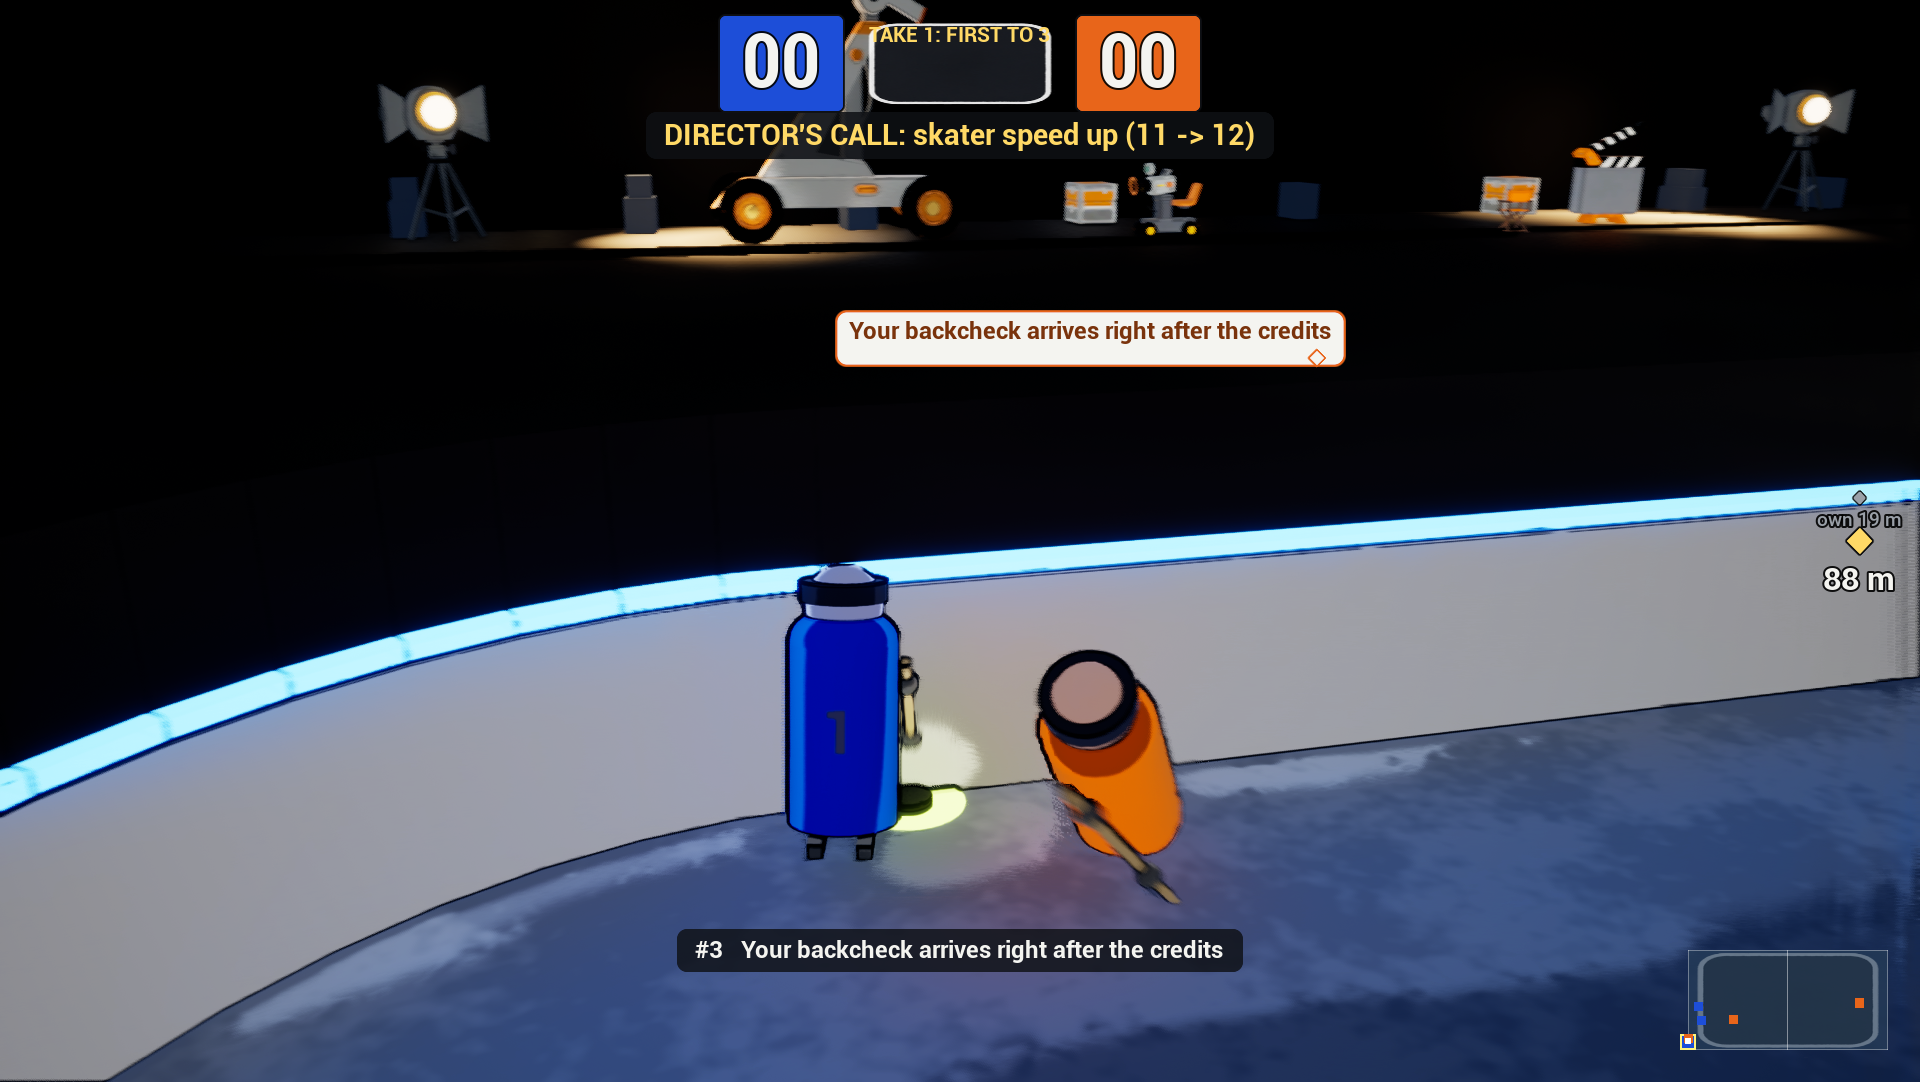 00
TAKE 1: FIRST TO 3
00
DIRECTOR'S CALL: skater speed up (11 -> 12)
Your backcheck arrives right after the credits
own 19 m
88 m
1
#3 Your backcheck arrives right after the credits